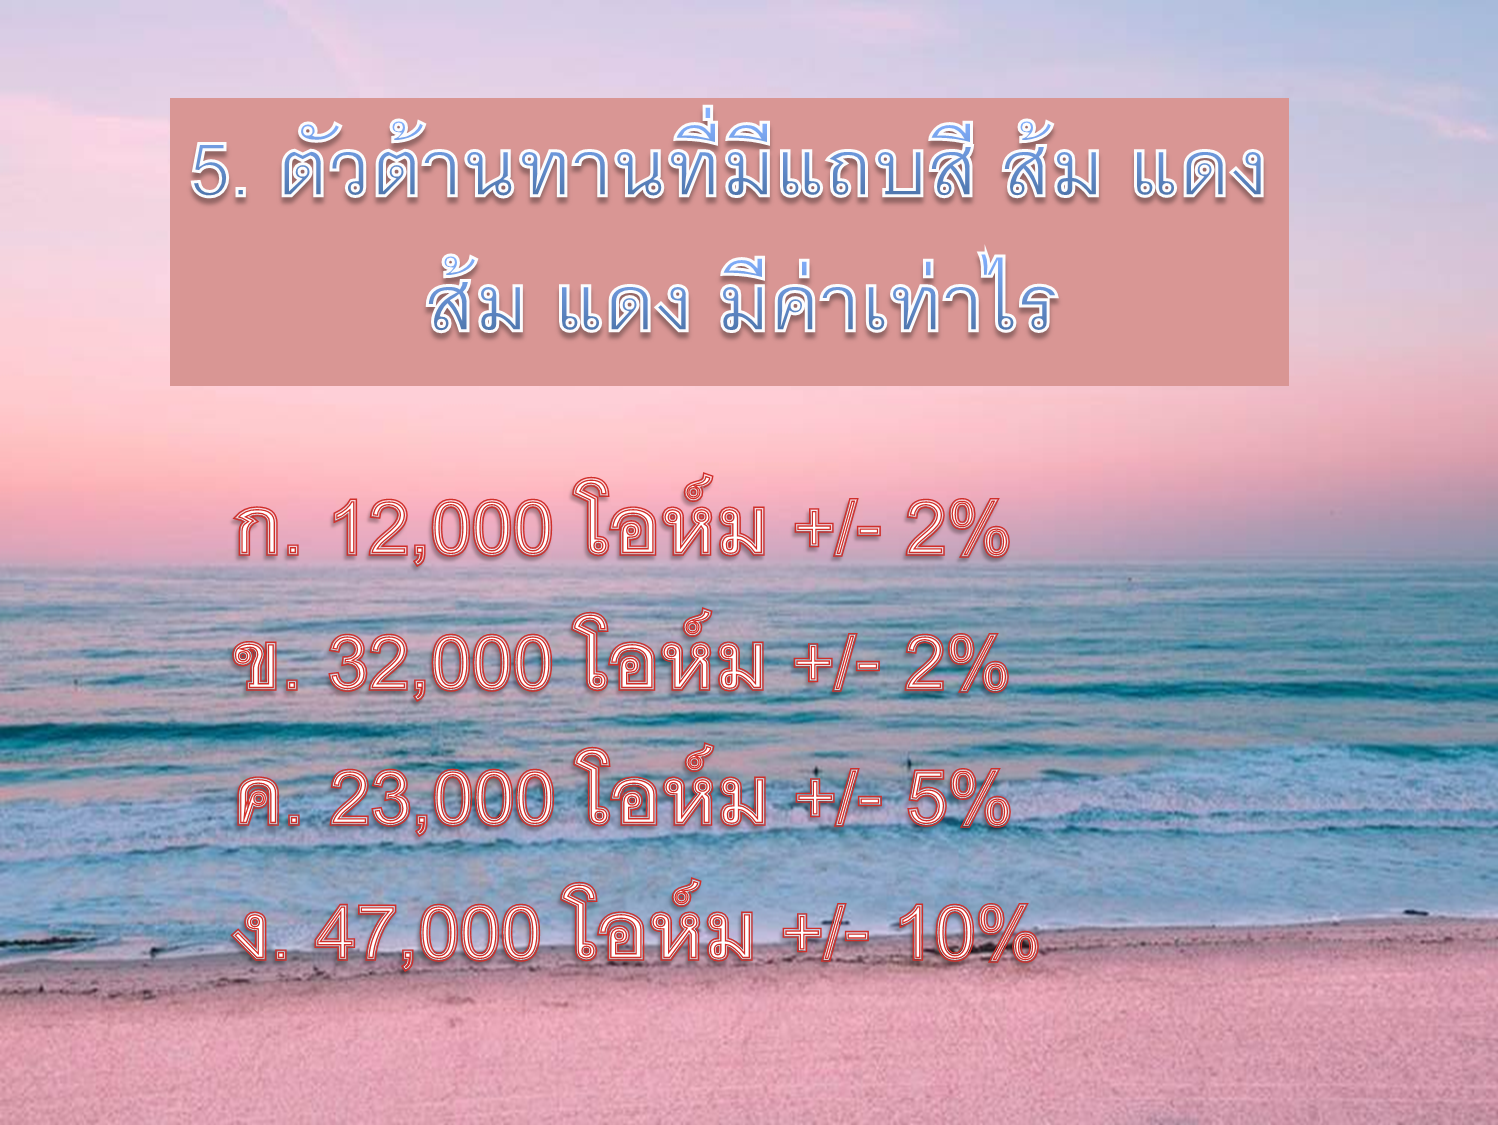 5. ตัวต้านทานที่มีแถบสี ส้ม แดง
ส้ม แดง มีค่าเท่าไร
ก. 12,000 โอห์ม +/- 2%
ข. 32,000 โอห์ม +/- 2%
ค. 23,000 โอห์ม +/- 5%
ง. 47,000 โอห์ม +/- 10%